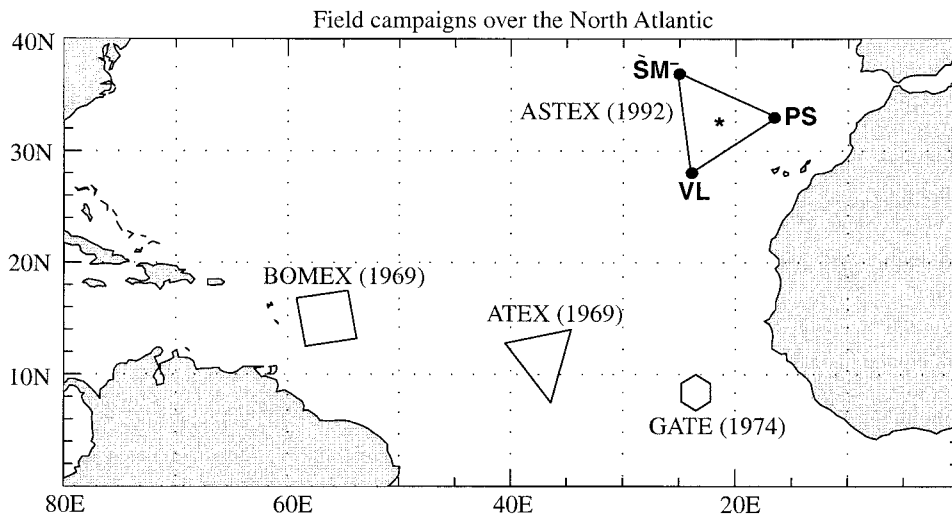 Field campaigns over the North Atlantic
40N
SM
ASTEX (1992)
*
PS
30N
VL
20N
BOMEX (1969)
ATEX (1969)
10N
GATE (1974)
80E
60E
40E
20E